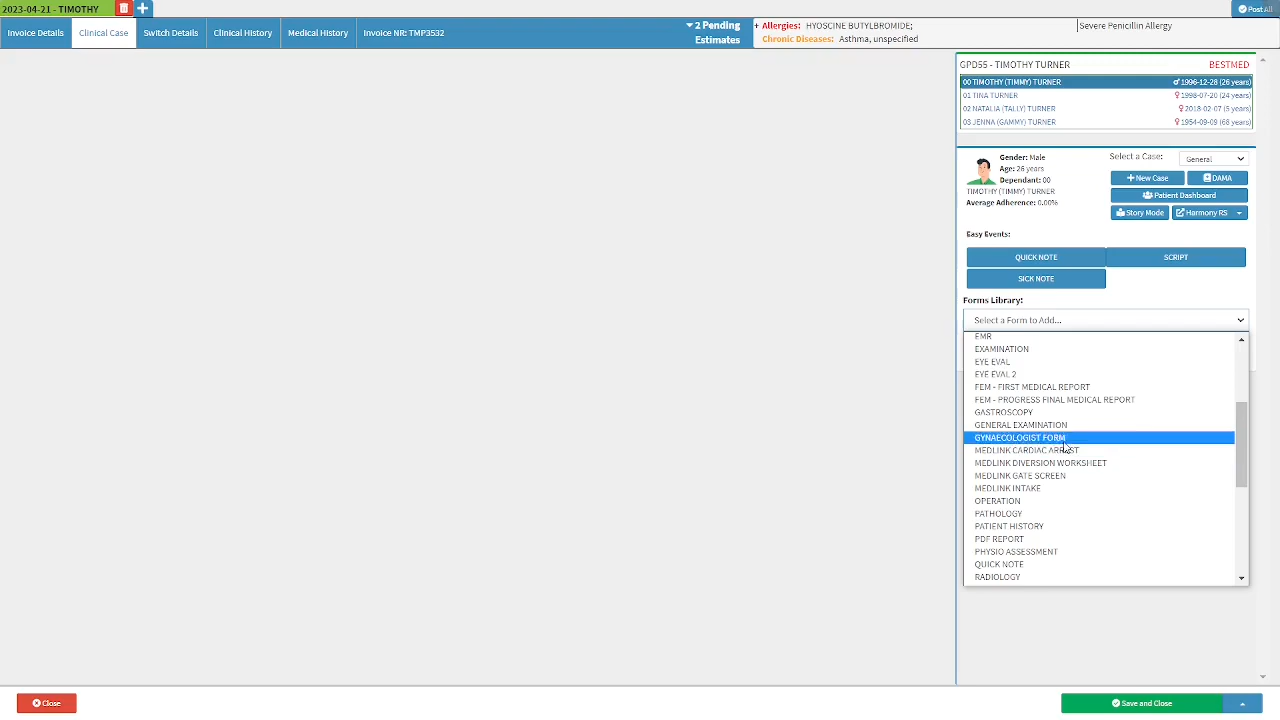 2023-04-21 - TIMOTHY
Post All
Invoice Details
Clinical Case
Switch Details
Clinical History
Medical History
Invoice NR: TMP3532
2 Pending
Estimates
+ Allergies: HYOSCINE BUTYLBROMIDE;
Chronic Diseases: Asthma, unspecified
Severe Penicillin Allergy
GPD55 - TIMOTHY TURNER BESTMED
00 TIMOTHY (TIMMY) TURNER ♂ 1996-12-28 (26 years)
01 TINA TURNER ♀ 1998-07-20 (24 years)
02 NATALIA (TALLY) TURNER ♀ 2018-02-07 (5 years)
03 JENNA (GAMMY) TURNER ♀ 1954-09-09 (68 years)
Gender: Male
Age: 26 years
Dependant: 00
TIMOTHY (TIMMY) TURNER
Average Adherence: 0.00%
Select a Case: General
+ New Case
DAMA
Patient Dashboard
Story Mode
Harmony RS
Easy Events:
QUICK NOTE
SCRIPT
SICK NOTE
Forms Library:
Select a Form to Add...
EMR
EXAMINATION
EYE EVAL
EYE EVAL 2
FEM - FIRST MEDICAL REPORT
FEM - PROGRESS FINAL MEDICAL REPORT
GASTROSCOPY
GENERAL EXAMINATION
GYNAECOLOGIST FORM
MEDLINK CARDIAC ARREST
MEDLINK DIVERSION WORKSHEET
MEDLINK GATE SCREEN
MEDLINK INTAKE
OPERATION
PATHOLOGY
PATIENT HISTORY
PDF REPORT
PHYSIO ASSESSMENT
QUICK NOTE
RADIOLOGY
Close
Save and Close